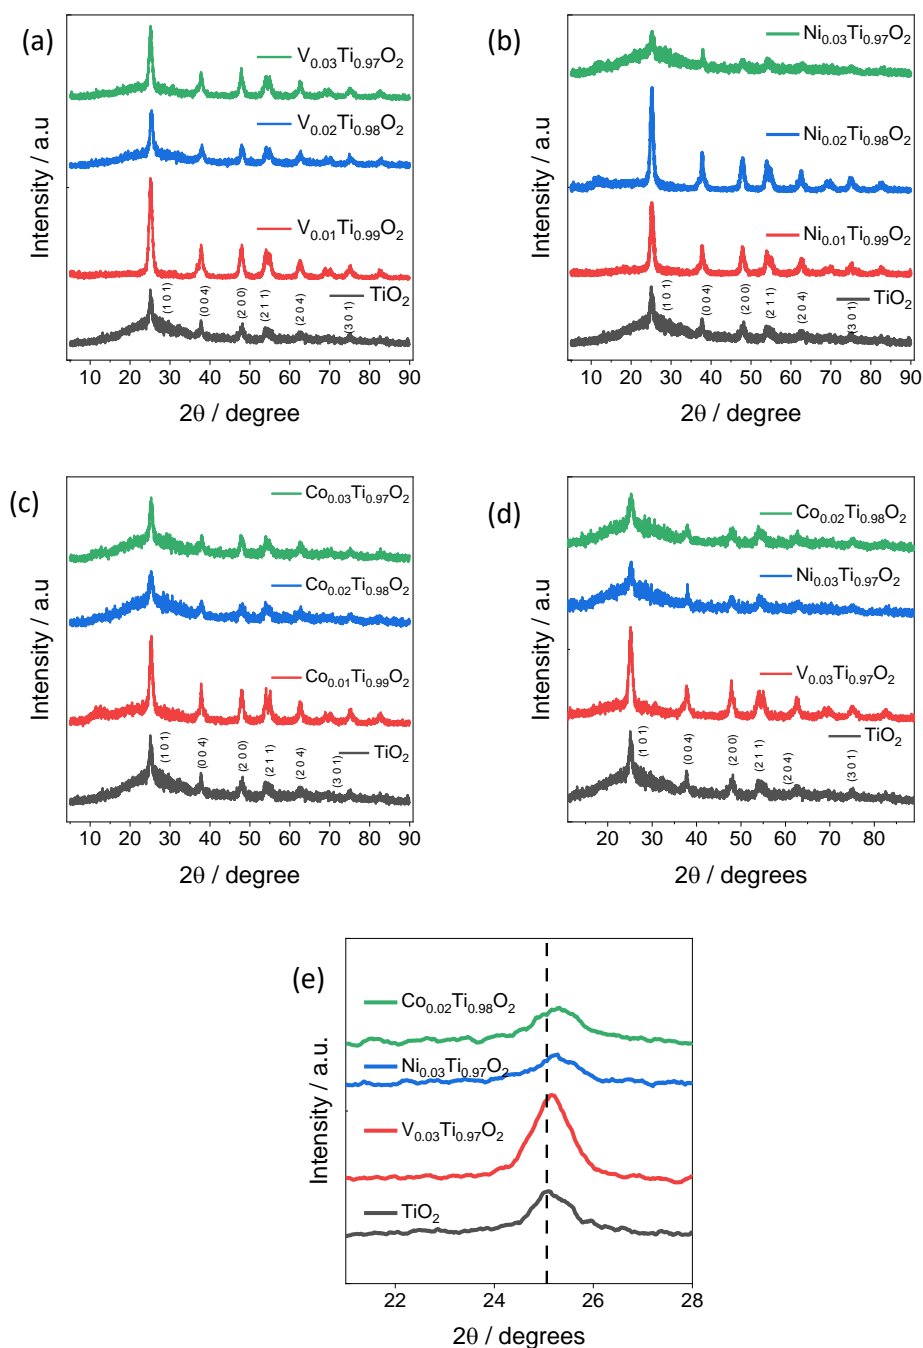 (a)
V0.03Ti0.97O2
V0.02Ti0.98O2
V0.01Ti0.99O2
TiO2
(1 0 1)
(0 0 4)
(2 0 0)
(2 1 1)
(2 0 4)
(3 0 1)
Intensity / a.u
10 20 30 40 50 60 70 80 90
2θ / degree
(b)
Ni0.03Ti0.97O2
Ni0.02Ti0.98O2
Ni0.01Ti0.99O2
TiO2
(1 0 1)
(0 0 4)
(2 0 0)
(2 1 1)
(2 0 4)
(3 0 1)
Intensity / a.u
10 20 30 40 50 60 70 80 90
2θ / degree
(c)
Co0.03Ti0.97O2
Co0.02Ti0.98O2
Co0.01Ti0.99O2
TiO2
(1 0 1)
(0 0 4)
(2 0 0)
(2 1 1)
(2 0 4)
(3 0 1)
Intensity / a.u
10 20 30 40 50 60 70 80 90
2θ / degree
(d)
Co0.02Ti0.98O2
Ni0.03Ti0.97O2
V0.03Ti0.97O2
TiO2
(1 0 1)
(0 0 4)
(2 0 0)
(2 1 1)
(2 0 4)
(3 0 1)
Intensity / a.u
20 30 40 50 60 70 80
2θ / degrees
(e)
Co0.02Ti0.98O2
Ni0.03Ti0.97O2
V0.03Ti0.97O2
TiO2
Intensity / a.u.
22 24 26 28
2θ / degrees